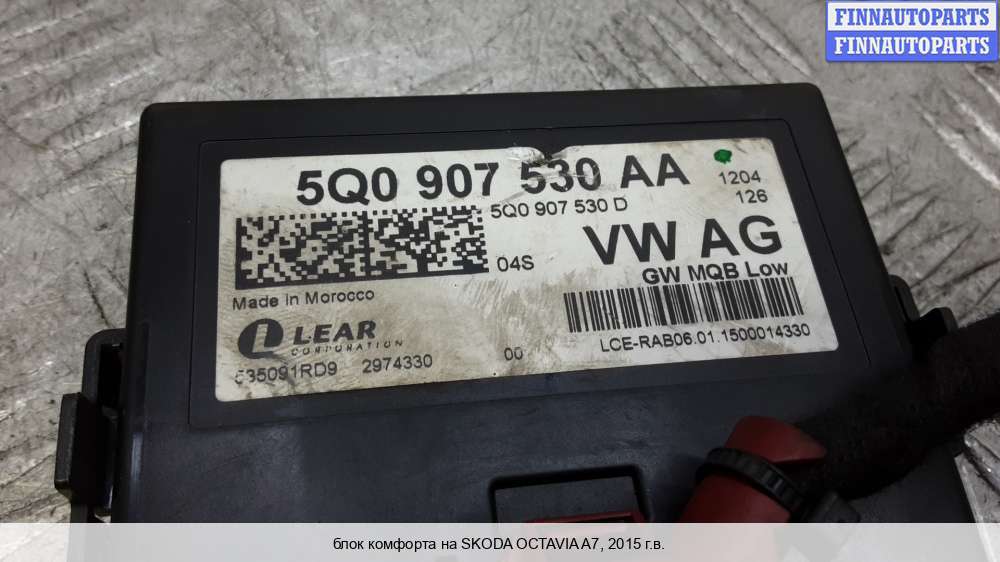 FINNAUTOPARTS
FINNAUTOPARTS
5Q0 907 530 AA
1204
126
5Q0 907 530 D
VW AG
04S
GW MQB Low
Made in Morocco
LEAR
CORPORATION
LCE-RAB06.01.1500014330
535091RD9 2974330 00
блок комфорта на SKODA OCTAVIA A7, 2015 г.в.